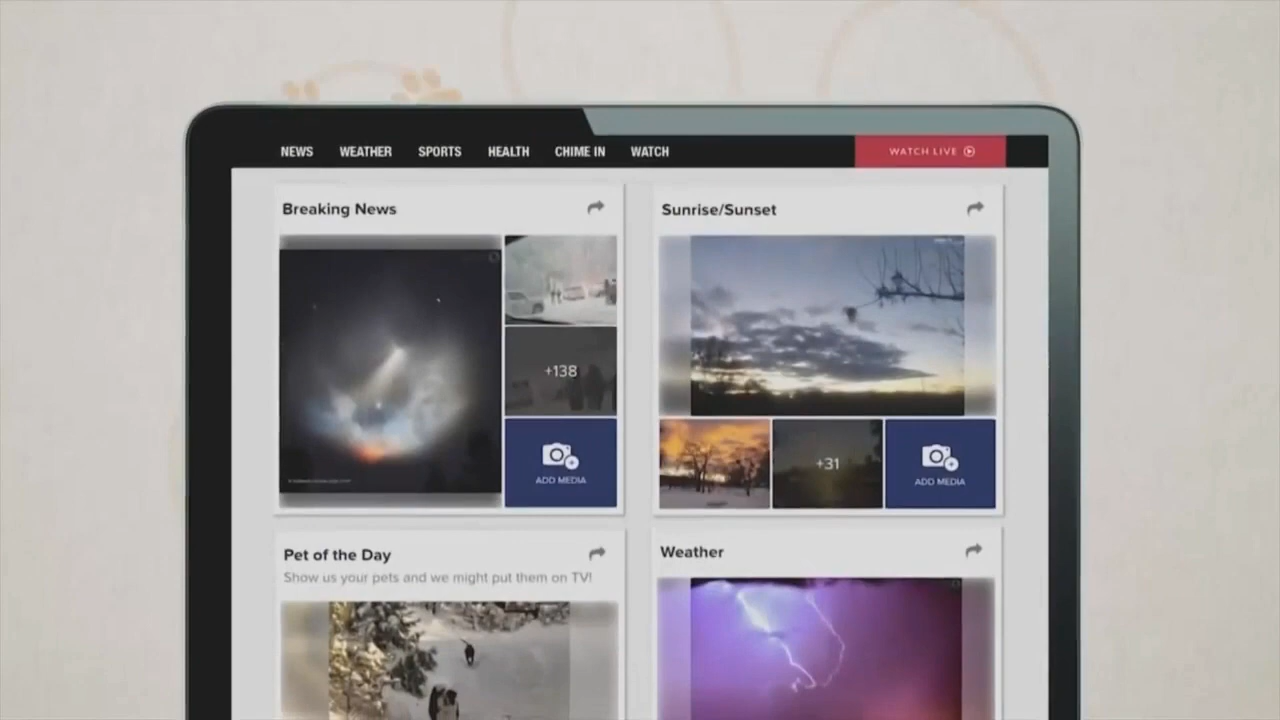 NEWS WEATHER SPORTS HEALTH CHIME IN WATCH WATCH LIVE
Breaking News
+138
ADD MEDIA
Sunrise/Sunset
+31
ADD MEDIA
Pet of the Day
Show us your pets and we might put them on TV!
Weather